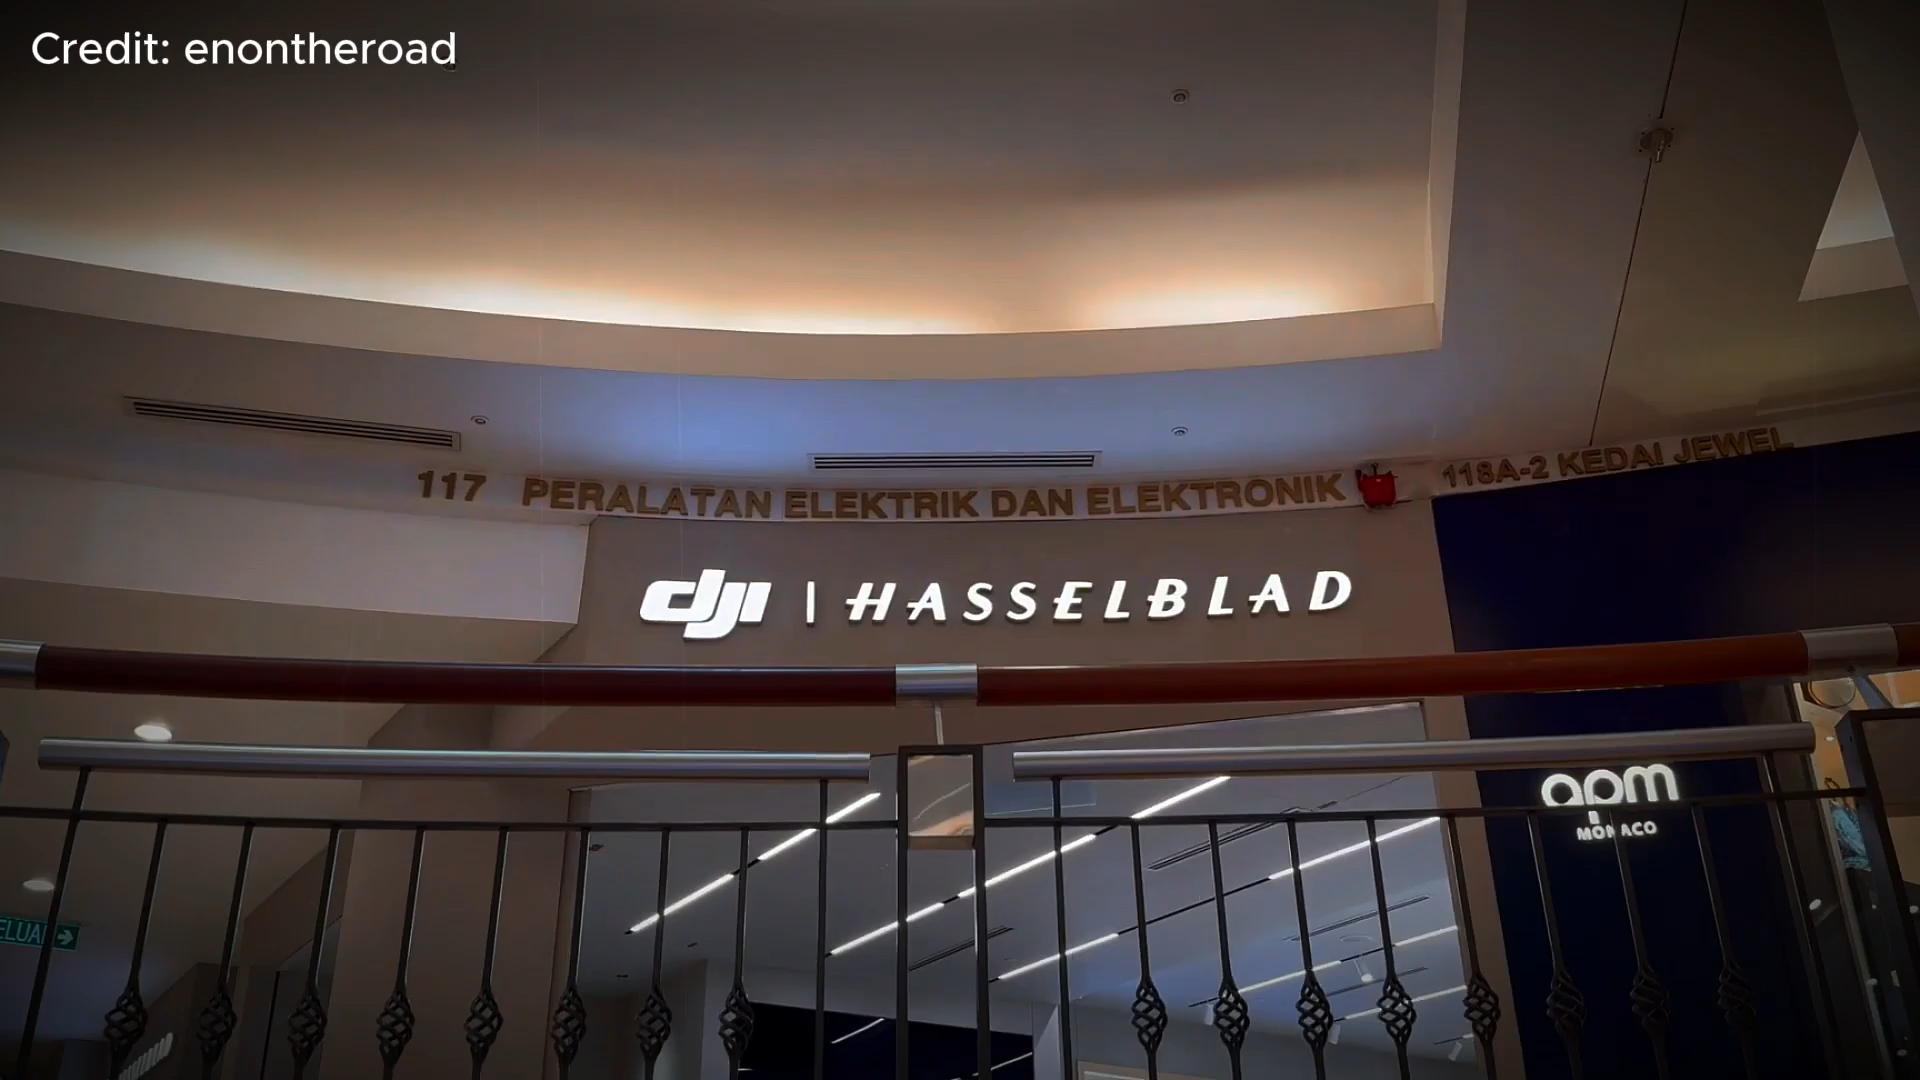 Credit: enontheroad
117 PERALATAN ELEKTRIK DAN ELEKTRONIK
118A-2 KEDAI JEWEL
dji | HASSELBLAD
apm
MONACO